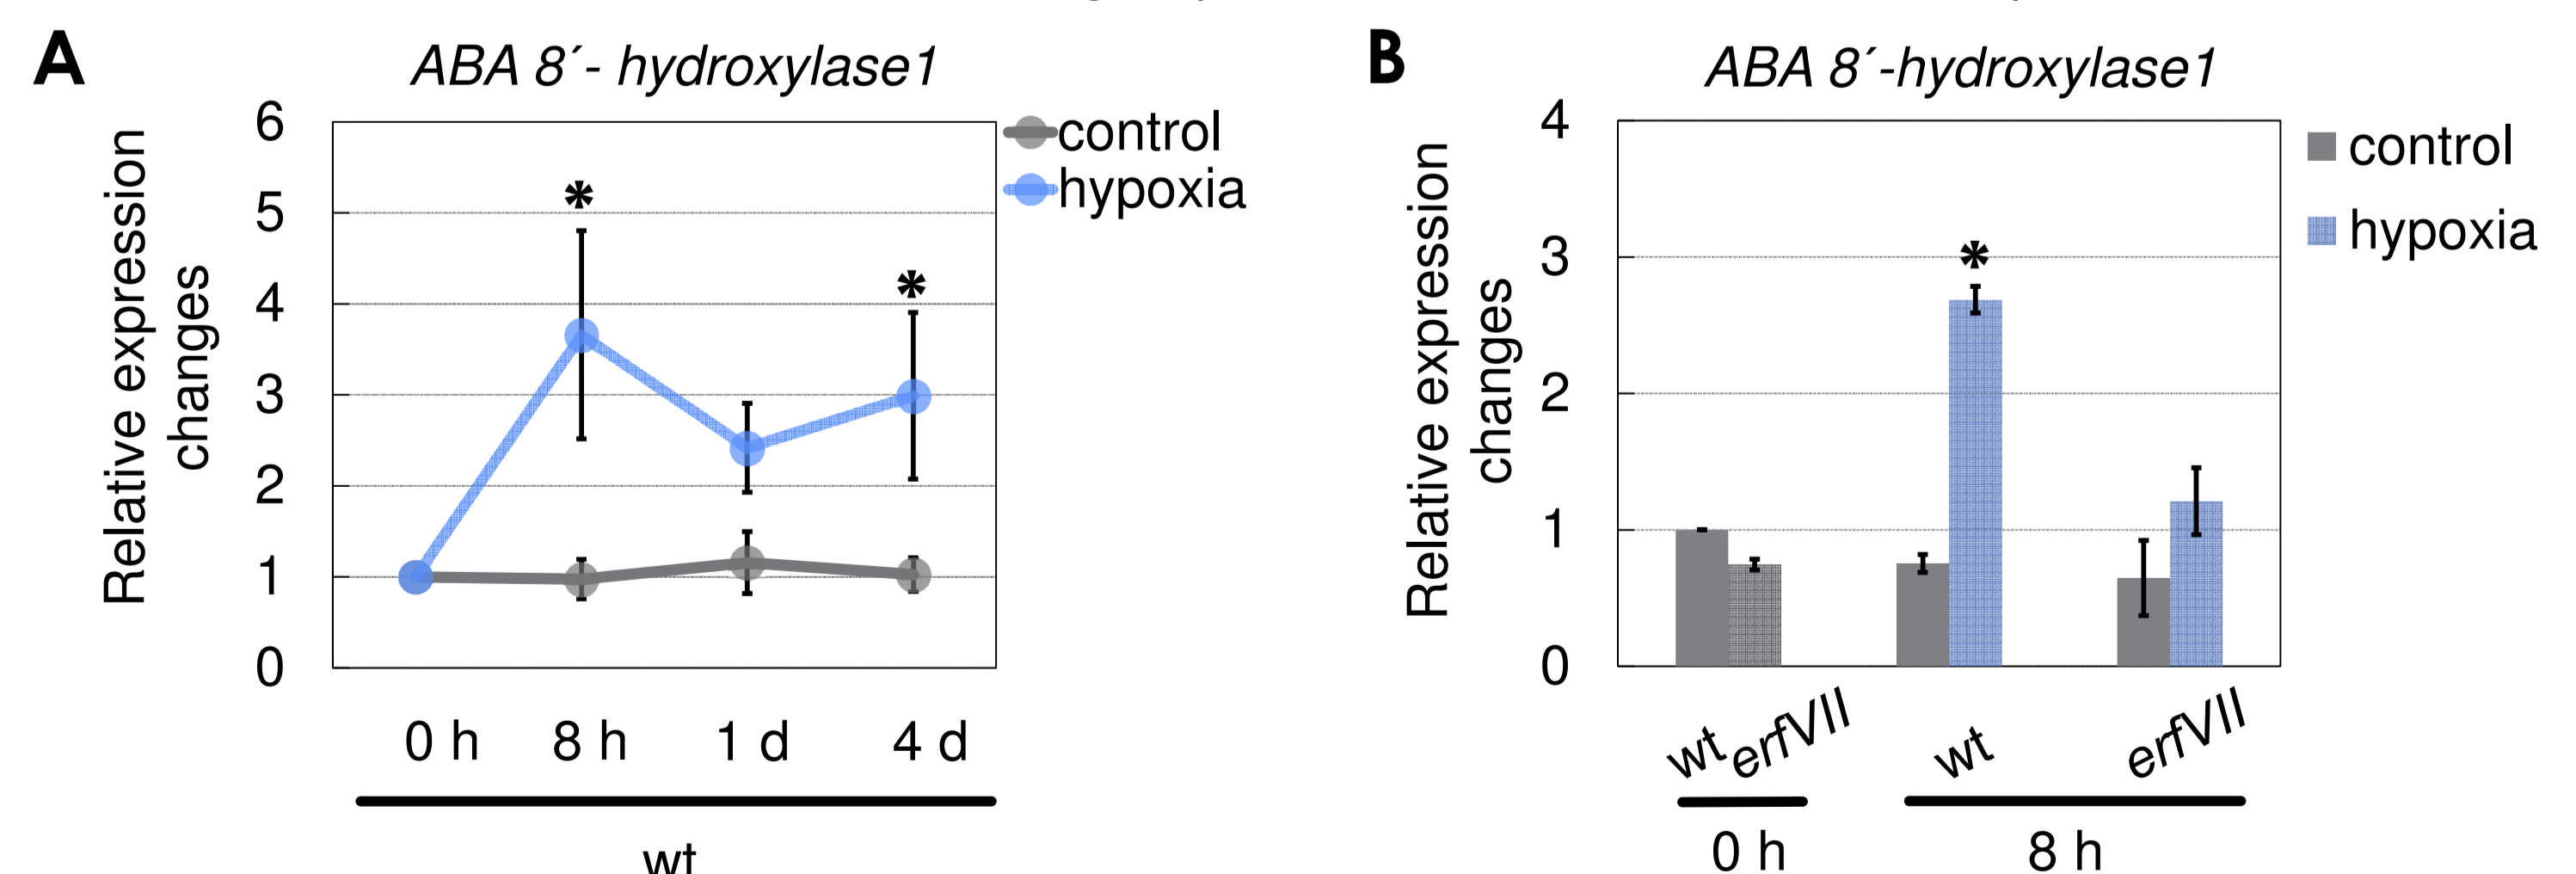 A
ABA 8´- hydroxylase1
Relative expression
changes
6
5
4
3
2
1
0
*
*
control
hypoxia
0 h 8 h 1 d 4 d
wt
B
ABA 8´-hydroxylase1
Relative expression
changes
4
3
2
1
0
*
control
hypoxia
wt erfVII wt erfVII
0 h 8 h